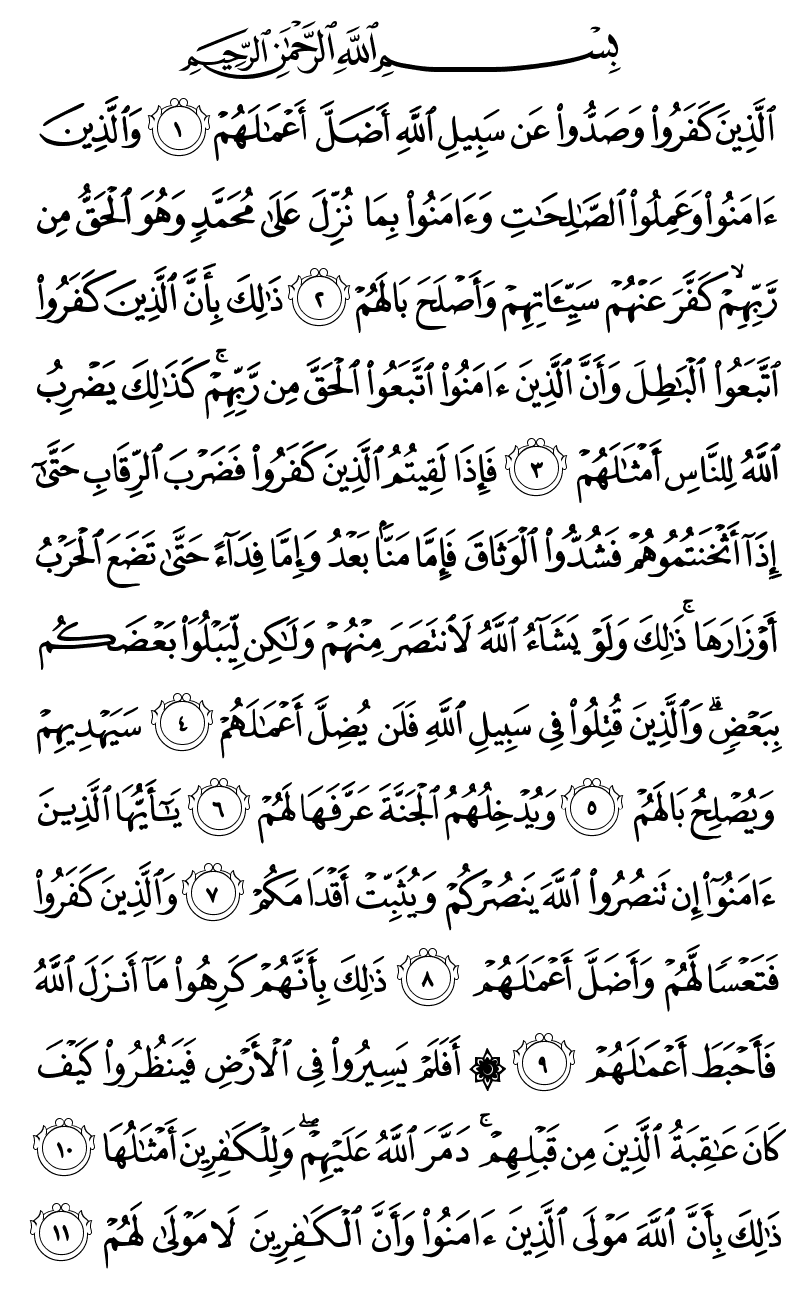 بِسْمِ ٱللَّهِ ٱلرَّحْمَٰنِ ٱلرَّحِيمِ
ٱلَّذِينَ كَفَرُوا۟ وَصَدُّوا۟ عَن سَبِيلِ ٱللَّهِ أَضَلَّ أَعْمَٰلَهُمْ ١ وَٱلَّذِينَ
ءَامَنُوا۟ وَعَمِلُوا۟ ٱلصَّٰلِحَٰتِ وَءَامَنُوا۟ بِمَا نُزِّلَ عَلَىٰ مُحَمَّدٍ وَهُوَ ٱلْحَقُّ مِن
رَّبِّهِمْ ۙ كَفَّرَ عَنْهُمْ سَيِّـَٔاتِهِمْ وَأَصْلَحَ بَالَهُمْ ٢ ذَٰلِكَ بِأَنَّ ٱلَّذِينَ كَفَرُوا۟
ٱتَّبَعُوا۟ ٱلْبَٰطِلَ وَأَنَّ ٱلَّذِينَ ءَامَنُوا۟ ٱتَّبَعُوا۟ ٱلْحَقَّ مِن رَّبِّهِمْ ۚ كَذَٰلِكَ يَضْرِبُ
ٱللَّهُ لِلنَّاسِ أَمْثَٰلَهُمْ ٣ فَإِذَا لَقِيتُمُ ٱلَّذِينَ كَفَرُوا۟ فَضَرْبَ ٱلرِّقَابِ حَتَّىٰٓ
إِذَآ أَثْخَنتُمُوهُمْ فَشُدُّوا۟ ٱلْوَثَاقَ فَإِمَّا مَنًّۢا بَعْدُ وَإِمَّا فِدَآءً حَتَّىٰ تَضَعَ ٱلْحَرْبُ
أَوْزَارَهَا ۚ ذَٰلِكَ وَلَوْ يَشَآءُ ٱللَّهُ لَٱنتَصَرَ مِنْهُمْ وَلَٰكِن لِّيَبْلُوَا۟ بَعْضَكُم
بِبَعْضٍ ۗ وَٱلَّذِينَ قُتِلُوا۟ فِى سَبِيلِ ٱللَّهِ فَلَن يُضِلَّ أَعْمَٰلَهُمْ ٤ سَيَهْدِيهِمْ
وَيُصْلِحُ بَالَهُمْ ٥ وَيُدْخِلُهُمُ ٱلْجَنَّةَ عَرَّفَهَا لَهُمْ ٦ يَٰٓأَيُّهَا ٱلَّذِينَ
ءَامَنُوٓا۟ إِن تَنصُرُوا۟ ٱللَّهَ يَنصُرْكُمْ وَيُثَبِّتْ أَقْدَامَكُمْ ٧ وَٱلَّذِينَ كَفَرُوا۟
فَتَعْسًا لَّهُمْ وَأَضَلَّ أَعْمَٰلَهُمْ ٨ ذَٰلِكَ بِأَنَّهُمْ كَرِهُوا۟ مَآ أَنزَلَ ٱللَّهُ
فَأَحْبَطَ أَعْمَٰلَهُمْ ٩ ۞ أَفَلَمْ يَسِيرُوا۟ فِى ٱلْأَرْضِ فَيَنظُرُوا۟ كَيْفَ
كَانَ عَٰقِبَةُ ٱلَّذِينَ مِن قَبْلِهِمْ ۚ دَمَّرَ ٱللَّهُ عَلَيْهِمْ ۖ وَلِلْكَٰفِرِينَ أَمْثَٰلُهَا ١٠
ذَٰلِكَ بِأَنَّ ٱللَّهَ مَوْلَى ٱلَّذِينَ ءَامَنُوا۟ وَأَنَّ ٱلْكَٰفِرِينَ لَا مَوْلَىٰ لَهُمْ ١١